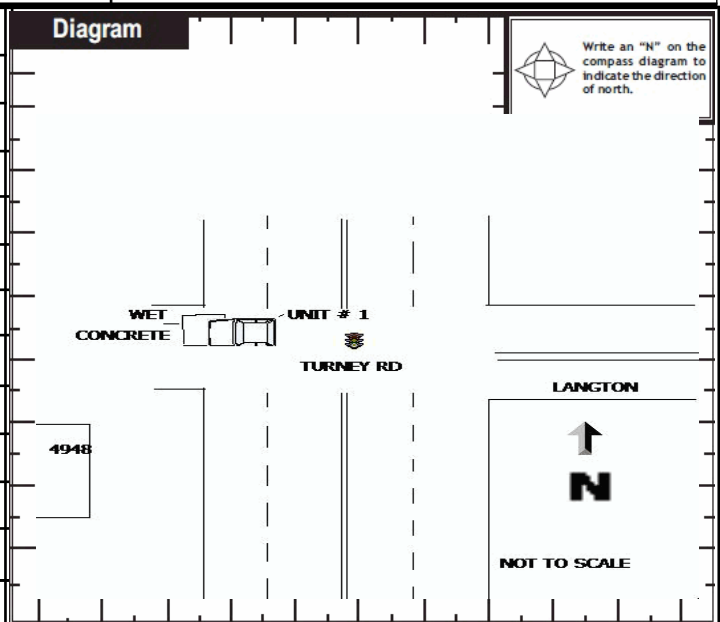 Diagram
Write an “N” on the
compass diagram to
indicate the direction
of north.
WET
CONCRETE
UNIT # 1
TURNEY RD
LANGTON
4948
N
NOT TO SCALE